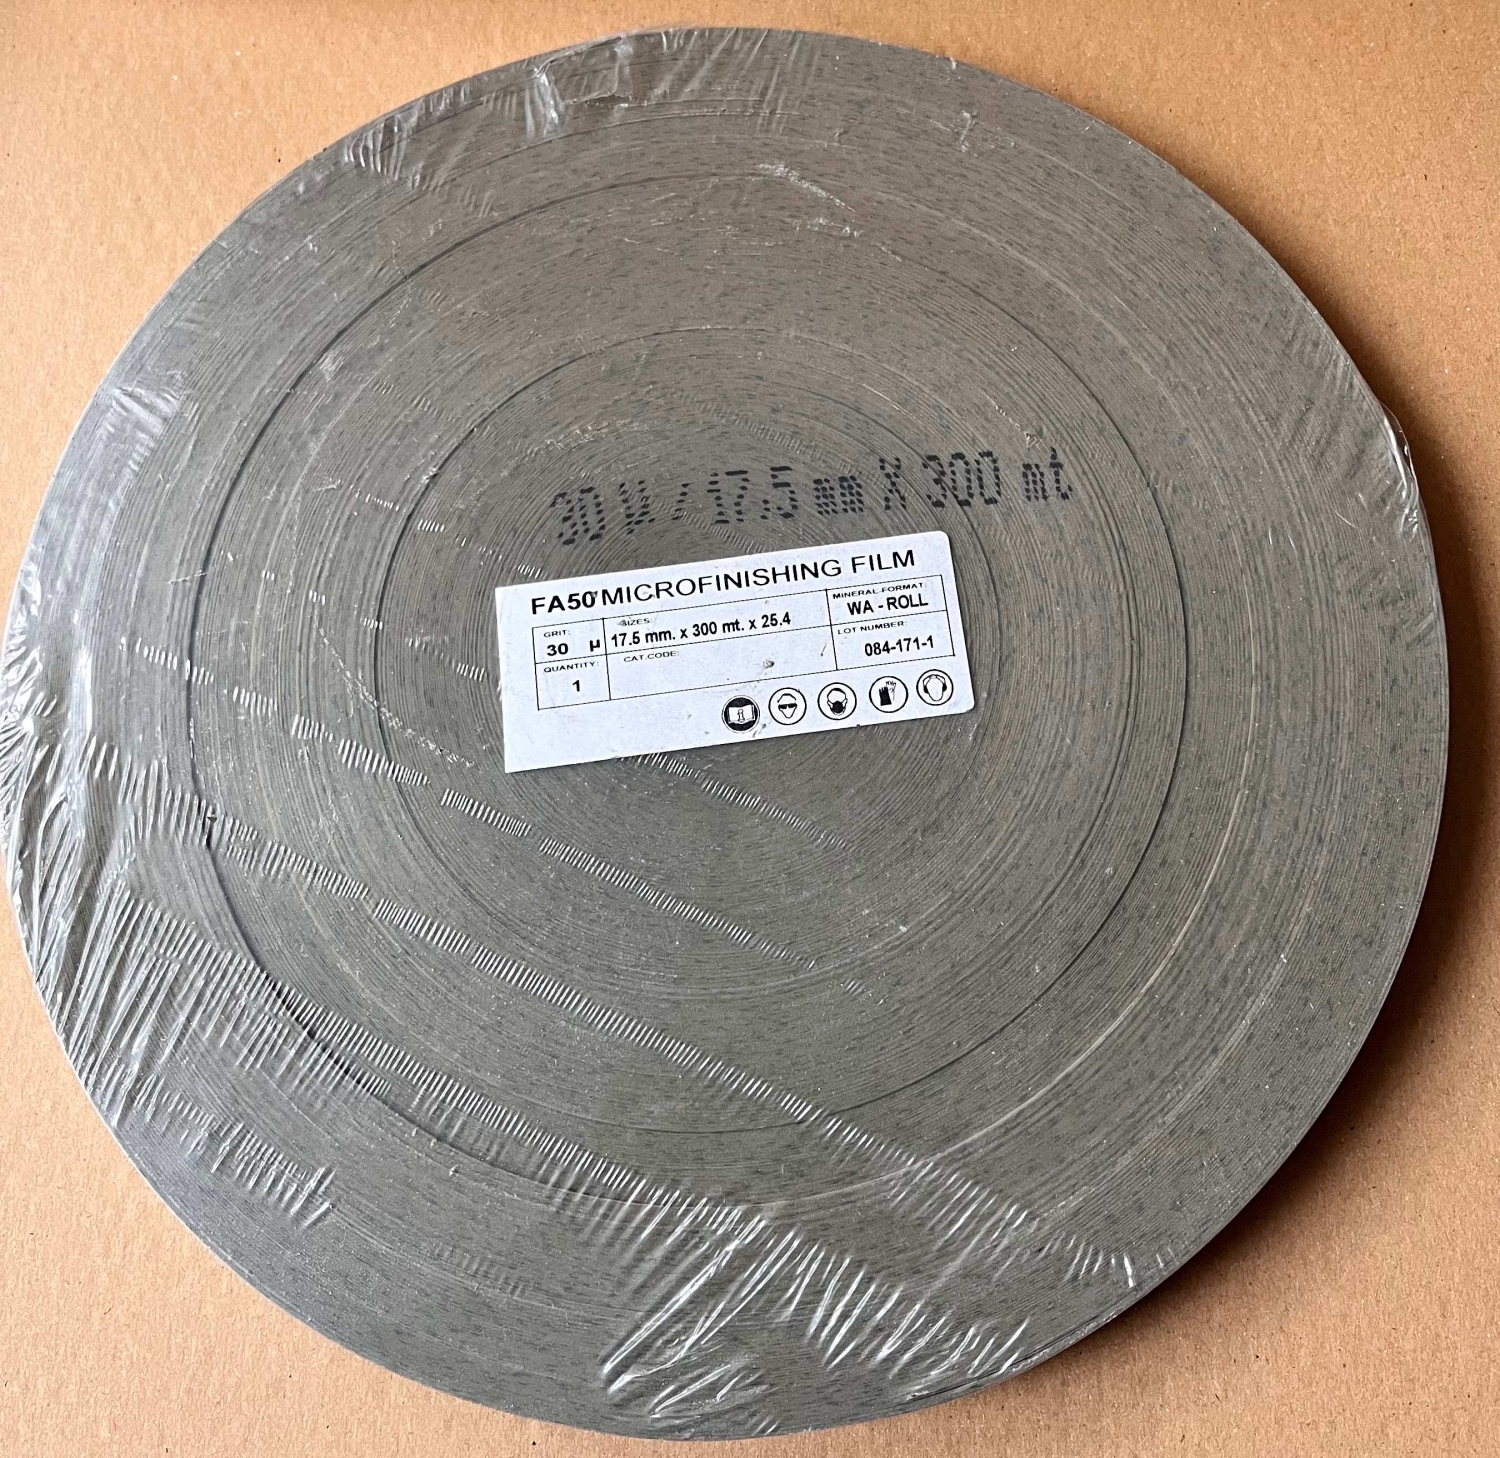 30 µ / 17.5 mm X 300 mt
FA50 MICROFINISHING FILM
GRIT: 30 µ
SIZES: 17.5 mm. x 300 mt. x 25.4
MINERAL-FORMAT: WA - ROLL
QUANTITY: 1
CAT.CODE:
LOT NUMBER: 084-171-1